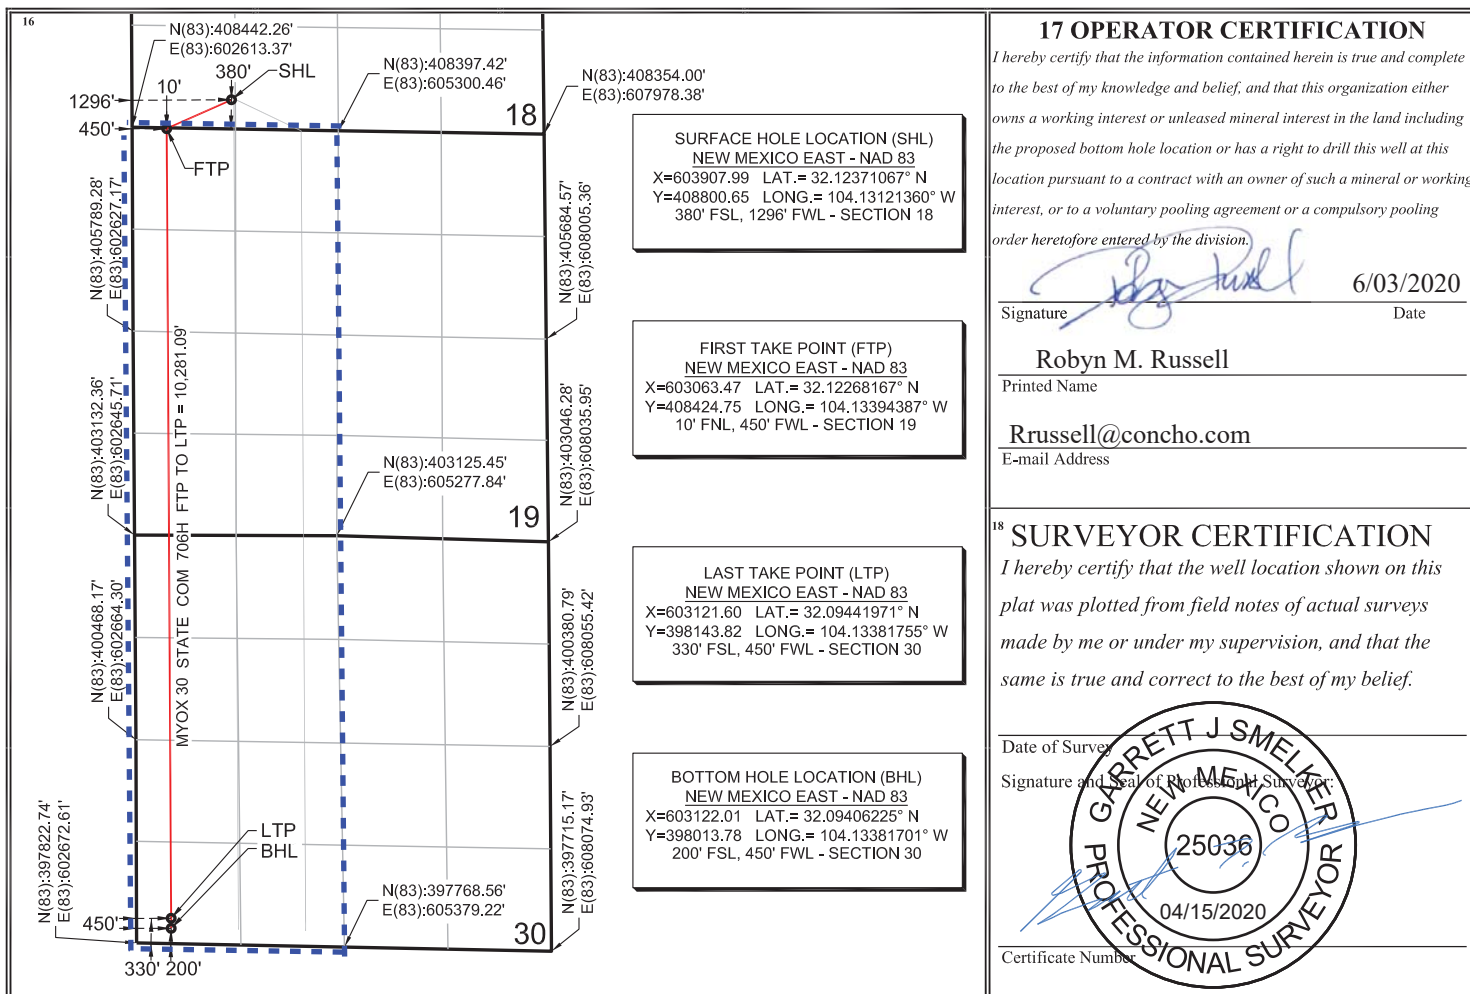 16
N(83):408442.26'
E(83):602613.37'
10'
380'
SHL
1296'
450'
FTP
N(83):408397.42'
E(83):605300.46'
N(83):408354.00'
E(83):607978.38'
18
N(83):405789.28'
E(83):602627.17'
N(83):405684.57'
E(83):608005.36'
N(83):403132.36'
E(83):602645.71'
MYOX 30 STATE COM 706H FTP TO LTP = 10,281.09'
N(83):403125.45'
E(83):605277.84'
N(83):403046.28'
E(83):608035.95'
19
N(83):400468.17'
E(83):602664.30'
N(83):400380.79'
E(83):608055.42'
N(83):397822.74'
E(83):602672.61'
LTP
BHL
450'
330' 200'
N(83):397768.56'
E(83):605379.22'
N(83):397715.17'
E(83):608074.93'
30
SURFACE HOLE LOCATION (SHL)
NEW MEXICO EAST - NAD 83
X=603907.99 LAT.= 32.12371067° N
Y=408800.65 LONG.= 104.13121360° W
380' FSL, 1296' FWL - SECTION 18
FIRST TAKE POINT (FTP)
NEW MEXICO EAST - NAD 83
X=603063.47 LAT.= 32.12268167° N
Y=408424.75 LONG.= 104.13394387° W
10' FNL, 450' FWL - SECTION 19
LAST TAKE POINT (LTP)
NEW MEXICO EAST - NAD 83
X=603121.60 LAT.= 32.09441971° N
Y=398143.82 LONG.= 104.13381755° W
330' FSL, 450' FWL - SECTION 30
BOTTOM HOLE LOCATION (BHL)
NEW MEXICO EAST - NAD 83
X=603122.01 LAT.= 32.09406225° N
Y=398013.78 LONG.= 104.13381701° W
200' FSL, 450' FWL - SECTION 30
17 OPERATOR CERTIFICATION
I hereby certify that the information contained herein is true and complete
to the best of my knowledge and belief, and that this organization either
owns a working interest or unleased mineral interest in the land including
the proposed bottom hole location or has a right to drill this well at this
location pursuant to a contract with an owner of such a mineral or working
interest, or to a voluntary pooling agreement or a compulsory pooling
order heretofore entered by the division.
6/03/2020
Signature Date
Robyn M. Russell
Printed Name
Rrussell@concho.com
E-mail Address
18 SURVEYOR CERTIFICATION
I hereby certify that the well location shown on this
plat was plotted from field notes of actual surveys
made by me or under my supervision, and that the
same is true and correct to the best of my belief.
Date of Survey
Signature and Seal of Professional Surveyor:
GARRETT J SMELKER
NEW MEXICO
25036
04/15/2020
PROFESSIONAL SURVEYOR
Certificate Number